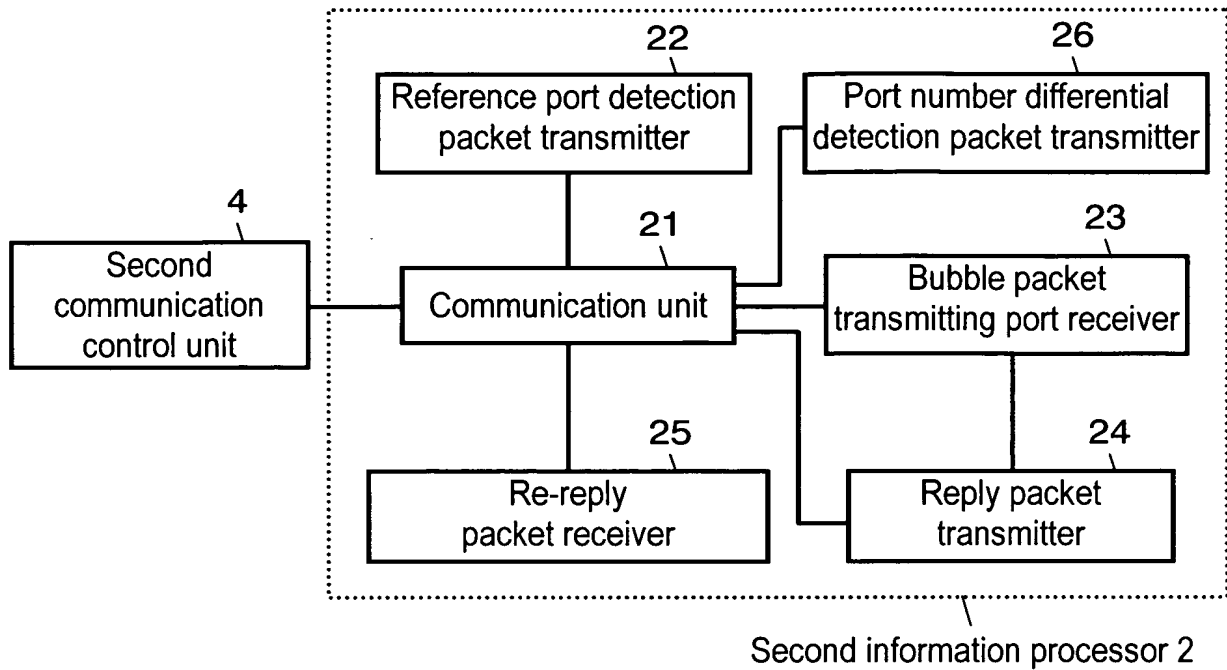 22
Reference port detection
packet transmitter
26
Port number differential
detection packet transmitter
4
Second
communication
control unit
21
Communication unit
23
Bubble packet
transmitting port receiver
25
Re-reply
packet receiver
24
Reply packet
transmitter
Second information processor 2